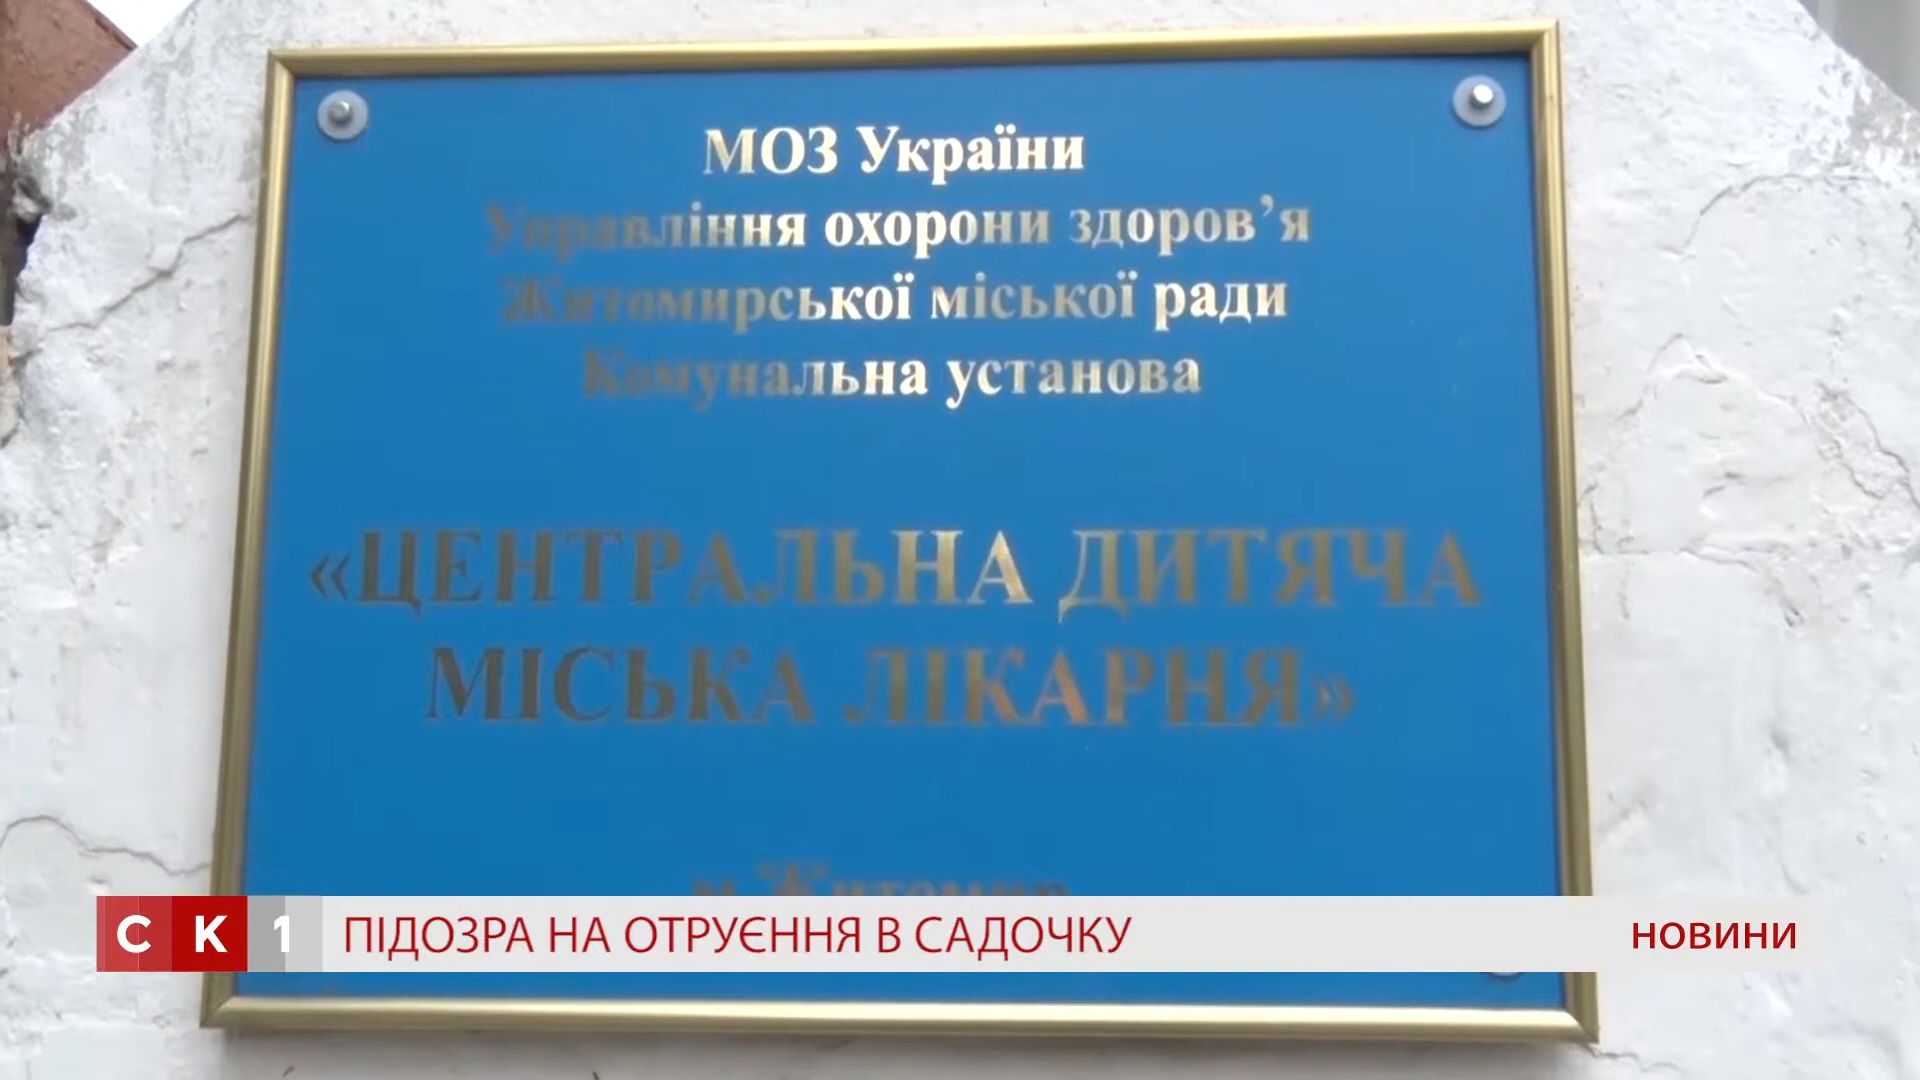 МОЗ України
Управління охорони здоров’я
Житомирської міської ради
Комунальна установа
«ЦЕНТРАЛЬНА ДИТЯЧА
МІСЬКА ЛІКАРНЯ»
м.Житомир
СК1 ПІДОЗРА НА ОТРУЄННЯ В САДОЧКУ НОВИНИ